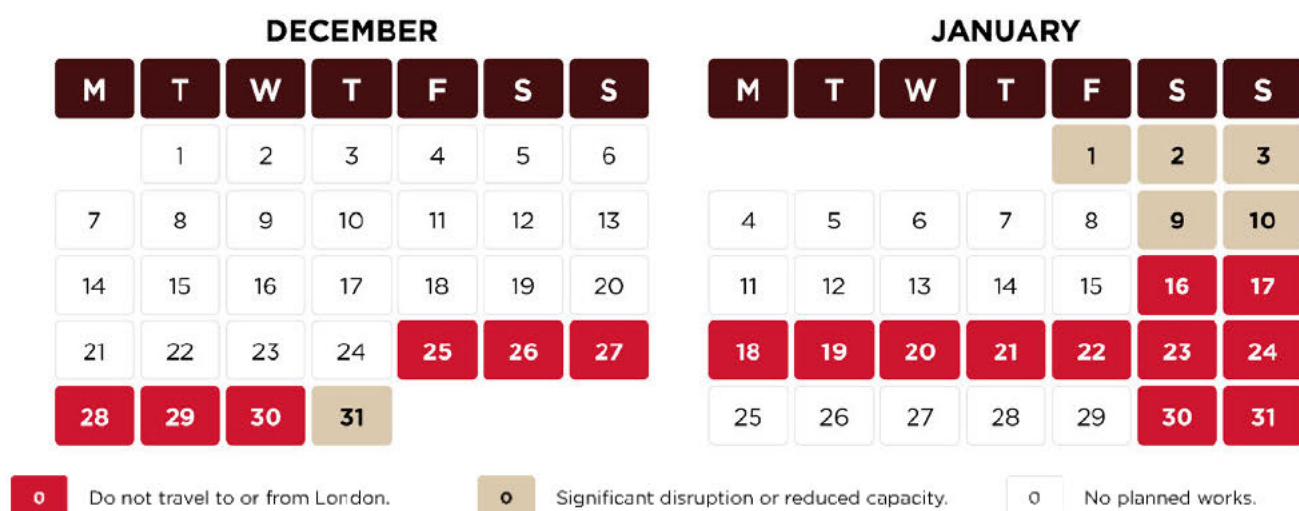 DECEMBER
M T W T F S S
1 2 3 4 5 6
7 8 9 10 11 12 13
14 15 16 17 18 19 20
21 22 23 24 25 26 27
28 29 30 31
JANUARY
M T W T F S S
1 2 3
4 5 6 7 8 9 10
11 12 13 14 15 16 17
18 19 20 21 22 23 24
25 26 27 28 29 30 31
0 Do not travel to or from London.
0 Significant disruption or reduced capacity.
0 No planned works.